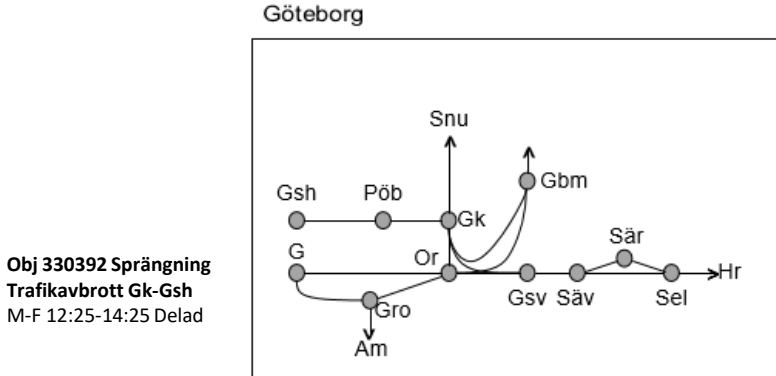 Göteborg
Snu
Gbm
Gsh Pöb Gk
Sär
G Or Hr
Obj 330392 Sprängning
Trafikavbrott Gk-Gsh
M-F 12:25-14:25 Delad
Gsv Säv Sel
Gro
Am